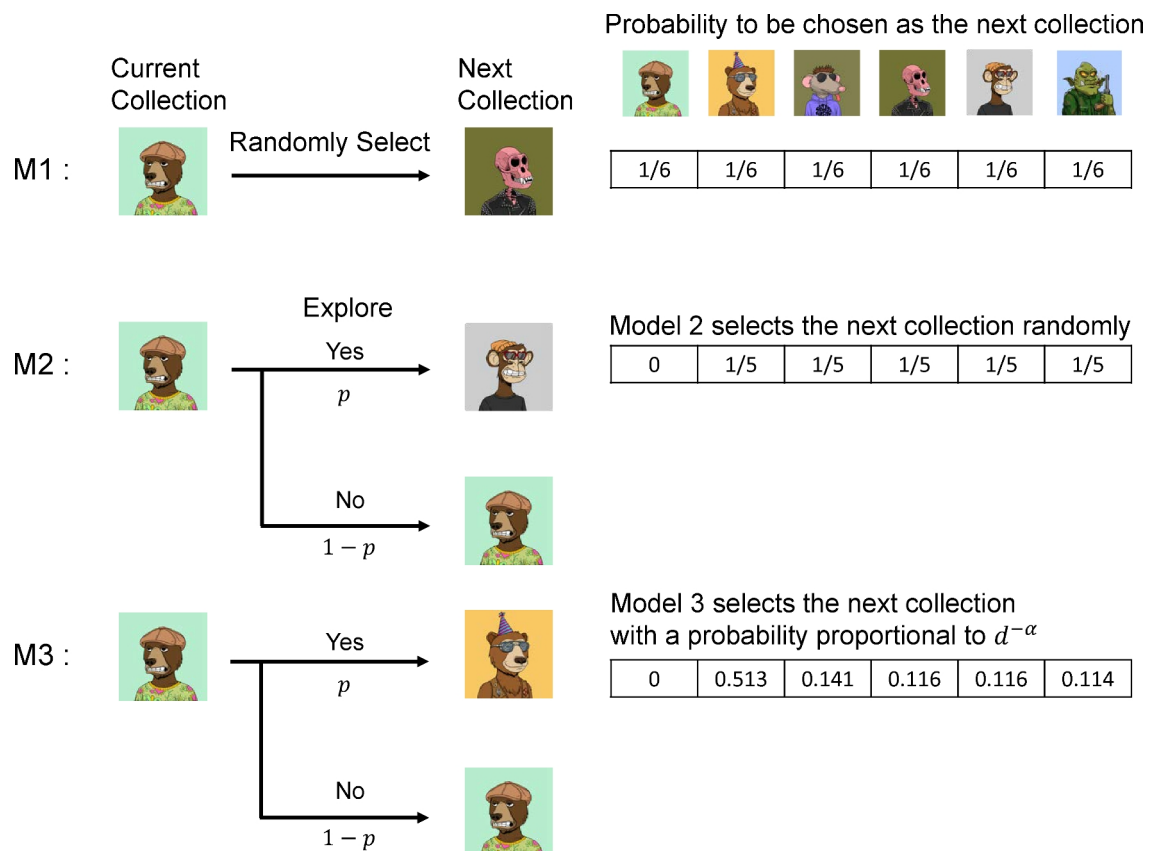 Probability to be chosen as the next collection
Current
Collection
Next
Collection
M1 :
Randomly Select
1/6 1/6 1/6 1/6 1/6 1/6
M2 :
Explore
Yes
p
No
1 − p
Model 2 selects the next collection randomly
0 1/5 1/5 1/5 1/5 1/5
M3 :
Yes
p
No
1 − p
Model 3 selects the next collection
with a probability proportional to d^{−α}
0 0.513 0.141 0.116 0.116 0.114